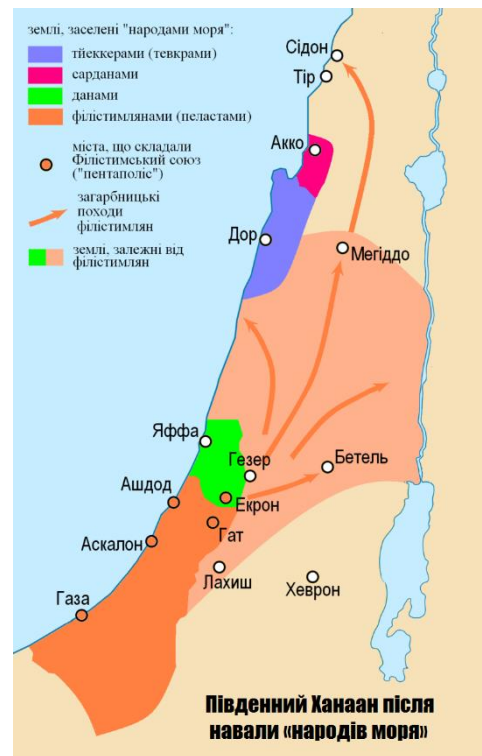 землі, заселені "народами моря":
тйеккерами (тевкрами)
сарданами
данами
філістимлянами (пеластами)
міста, що складали
Філістимський союз
("пентаполіс")
загарбницькі
походи
філістимлян
землі, залежні від
філістимлян
Сідон
Тір
Акко
Дор
Мегіддо
Яффа
Гезер
Бетель
Ашдод
Екрон
Гат
Аскалон
Лахиш
Хеврон
Газа
Південний Ханаан після
навали «народів моря»